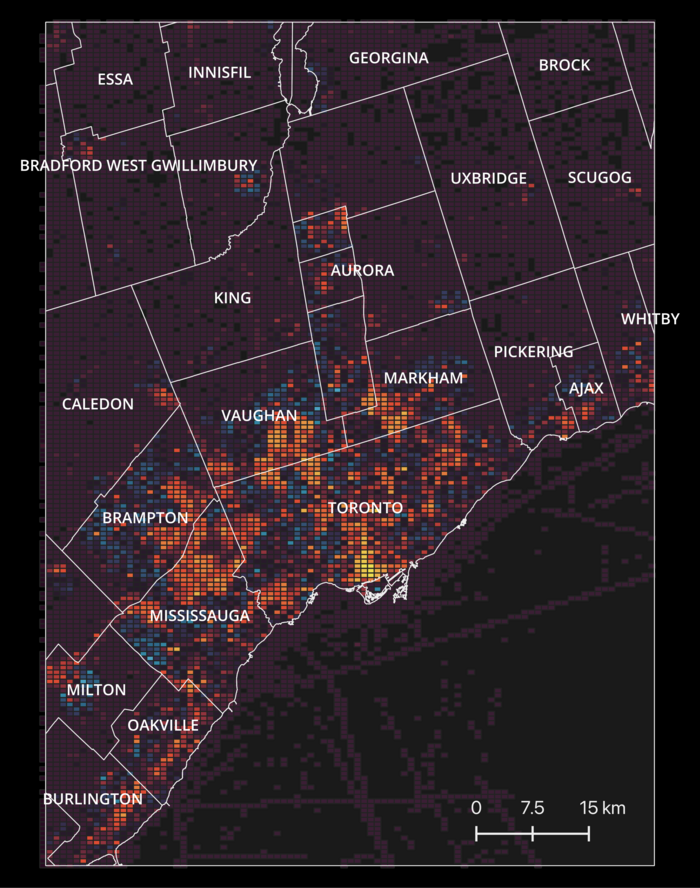 GEORGINA
BROCK
INNISFIL
ESSA
BRADFORD WEST GWILLIMBURY
UXBRIDGE
SCUGOG
AURORA
KING
WHITBY
PICKERING
MARKHAM
AJAX
CALEDON
VAUGHAN
TORONTO
BRAMPTON
MISSISSAUGA
MILTON
OAKVILLE
BURLINGTON
0 7.5 15 km